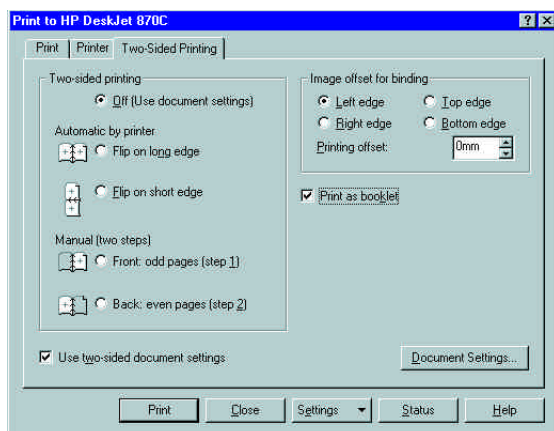 Print to HP DeskJet 870C
Print Printer Two-Sided Printing
Two-sided printing
Off (Use document settings)
Automatic by printer
Flip on long edge
Flip on short edge
Manual (two steps)
Front: odd pages (step 1)
Back: even pages (step 2)
Use two-sided document settings
Image offset for binding
Left edge Top edge
Right edge Bottom edge
Printing offset: 0mm
Print as booklet
Document Settings...
Print Close Settings Status Help